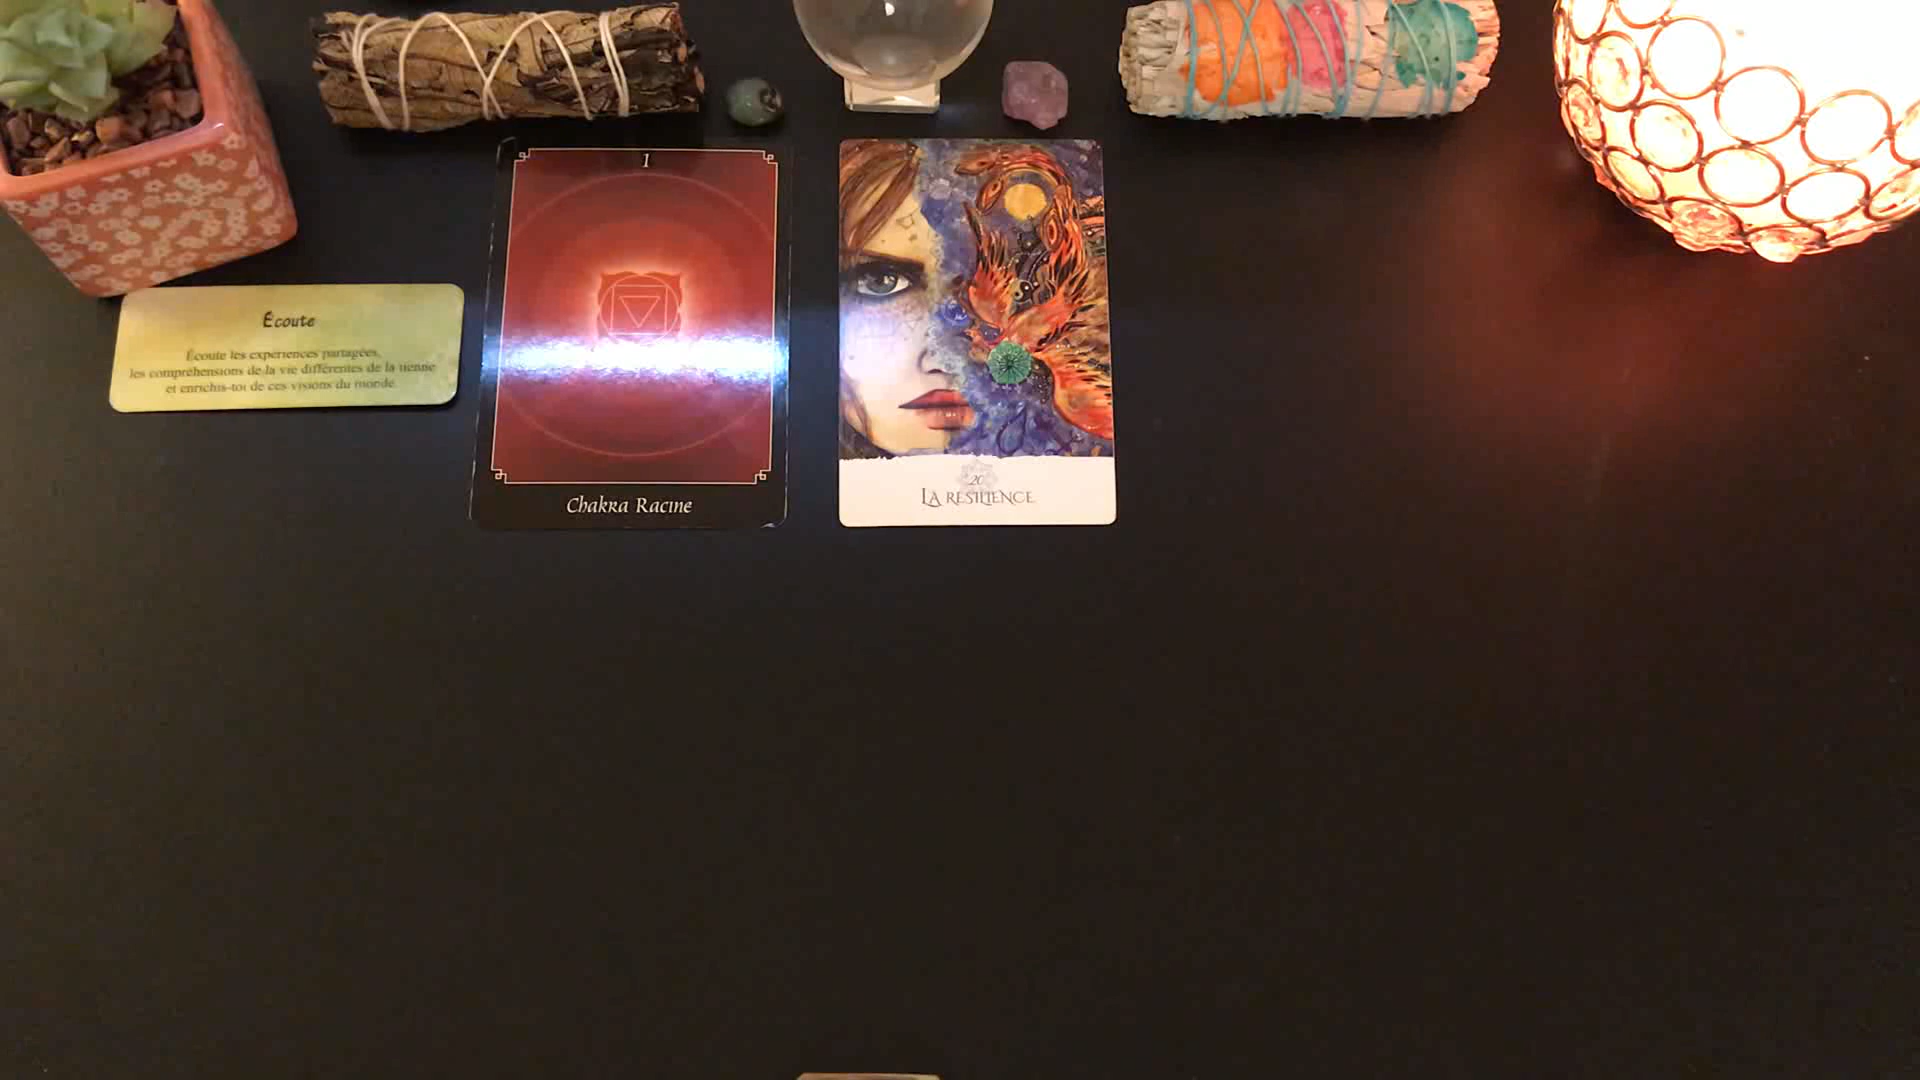 Écoute
Écoute les expériences partagées,
les compréhensions de la vie différentes de la tienne
et enrichis-toi de ces visions du monde.
1
Chakra Racine
20
La résilience